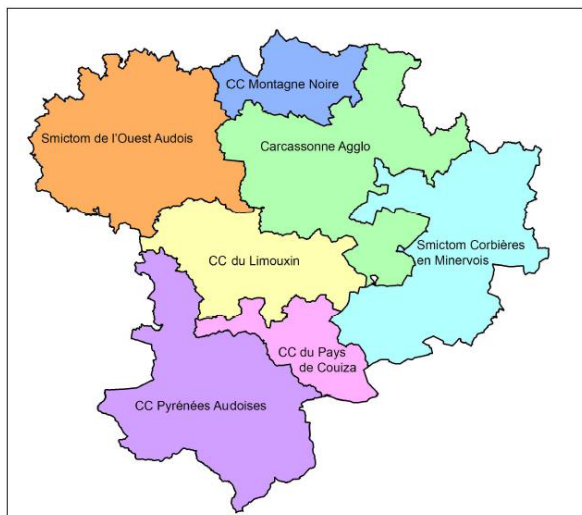 CC Montagne Noire
Smictom de l'Ouest Audois
Carcassonne Agglo
Smictom Corbières
en Minervois
CC du Limouxin
CC du Pays
de Couiza
CC Pyrénées Audoises